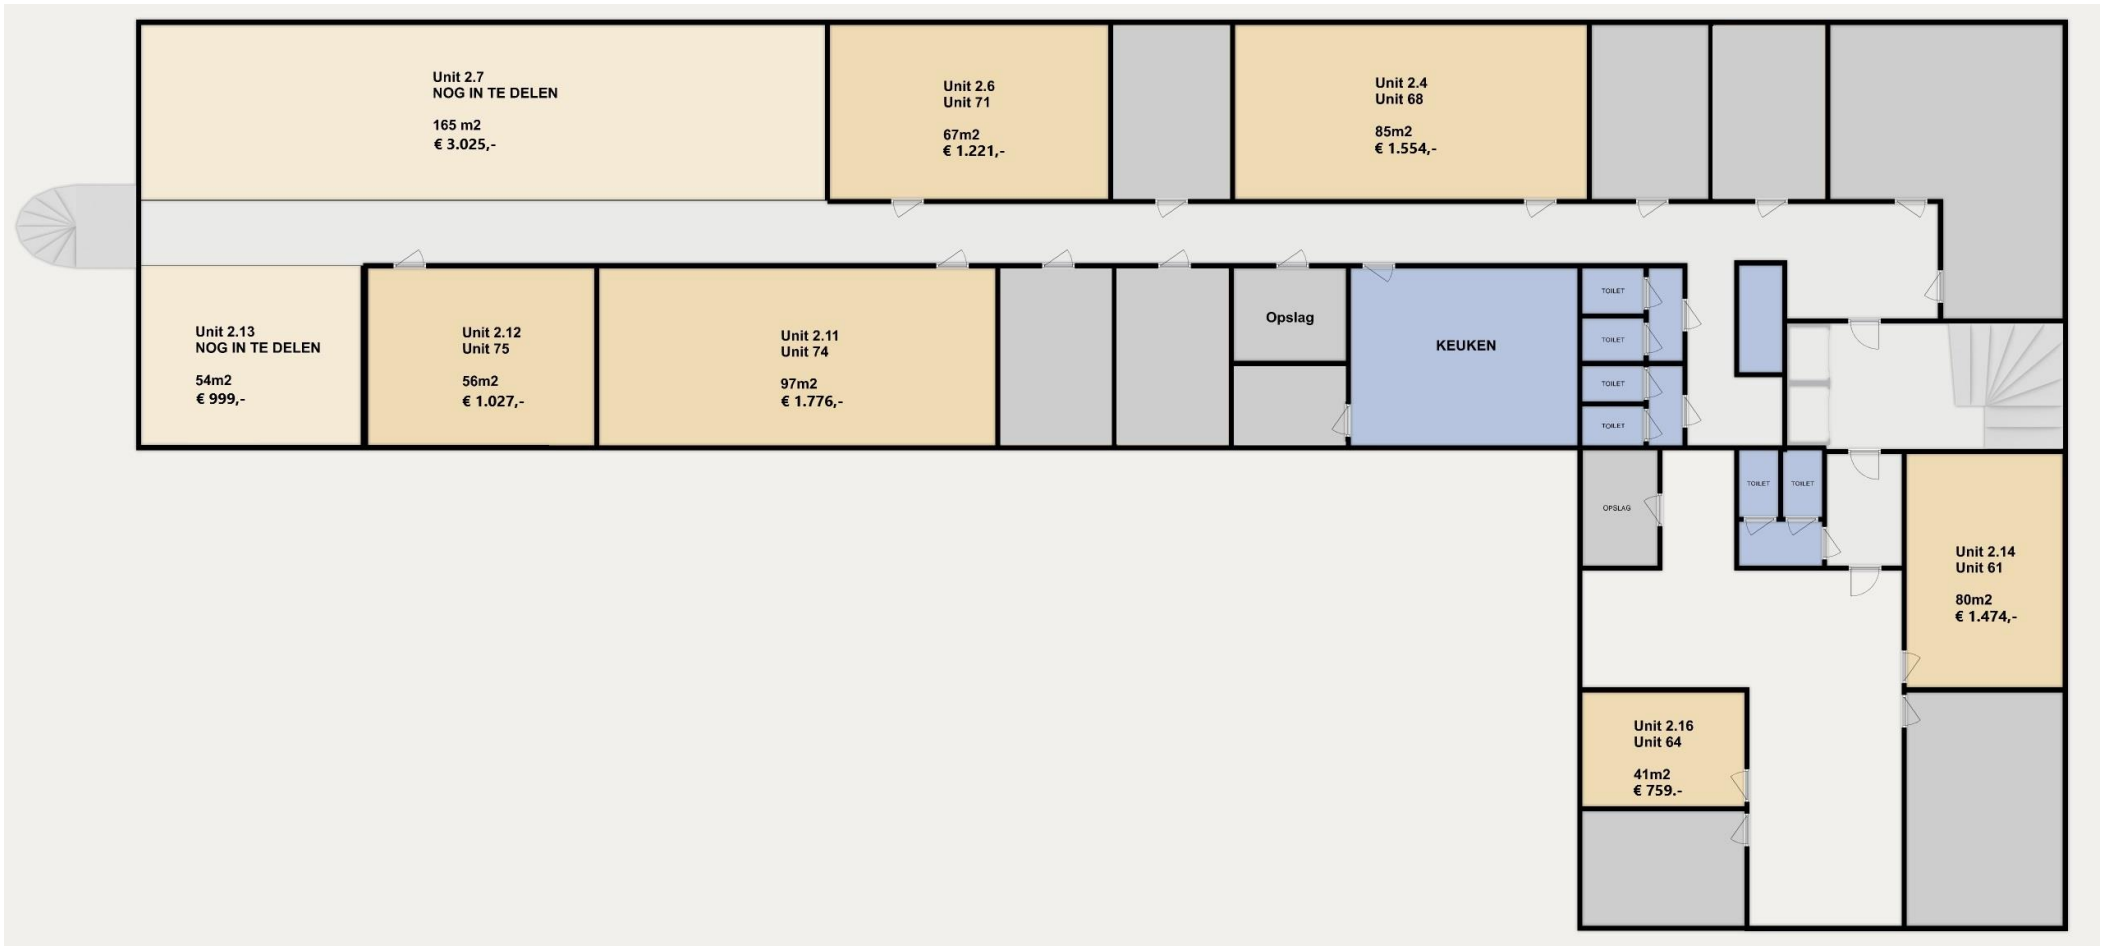 Unit 2.7
NOG IN TE DELEN
165 m2
€ 3.025,-
Unit 2.6
Unit 71
67m2
€ 1.221,-
Unit 2.4
Unit 68
85m2
€ 1.554,-
Unit 2.13
NOG IN TE DELEN
54m2
€ 999,-
Unit 2.12
Unit 75
56m2
€ 1.027,-
Unit 2.11
Unit 74
97m2
€ 1.776,-
Opslag
KEUKEN
TOILET
TOILET
TOILET
TOILET
OPSLAG
TOILET
TOILET
Unit 2.14
Unit 61
80m2
€ 1.474,-
Unit 2.16
Unit 64
41m2
€ 759.-